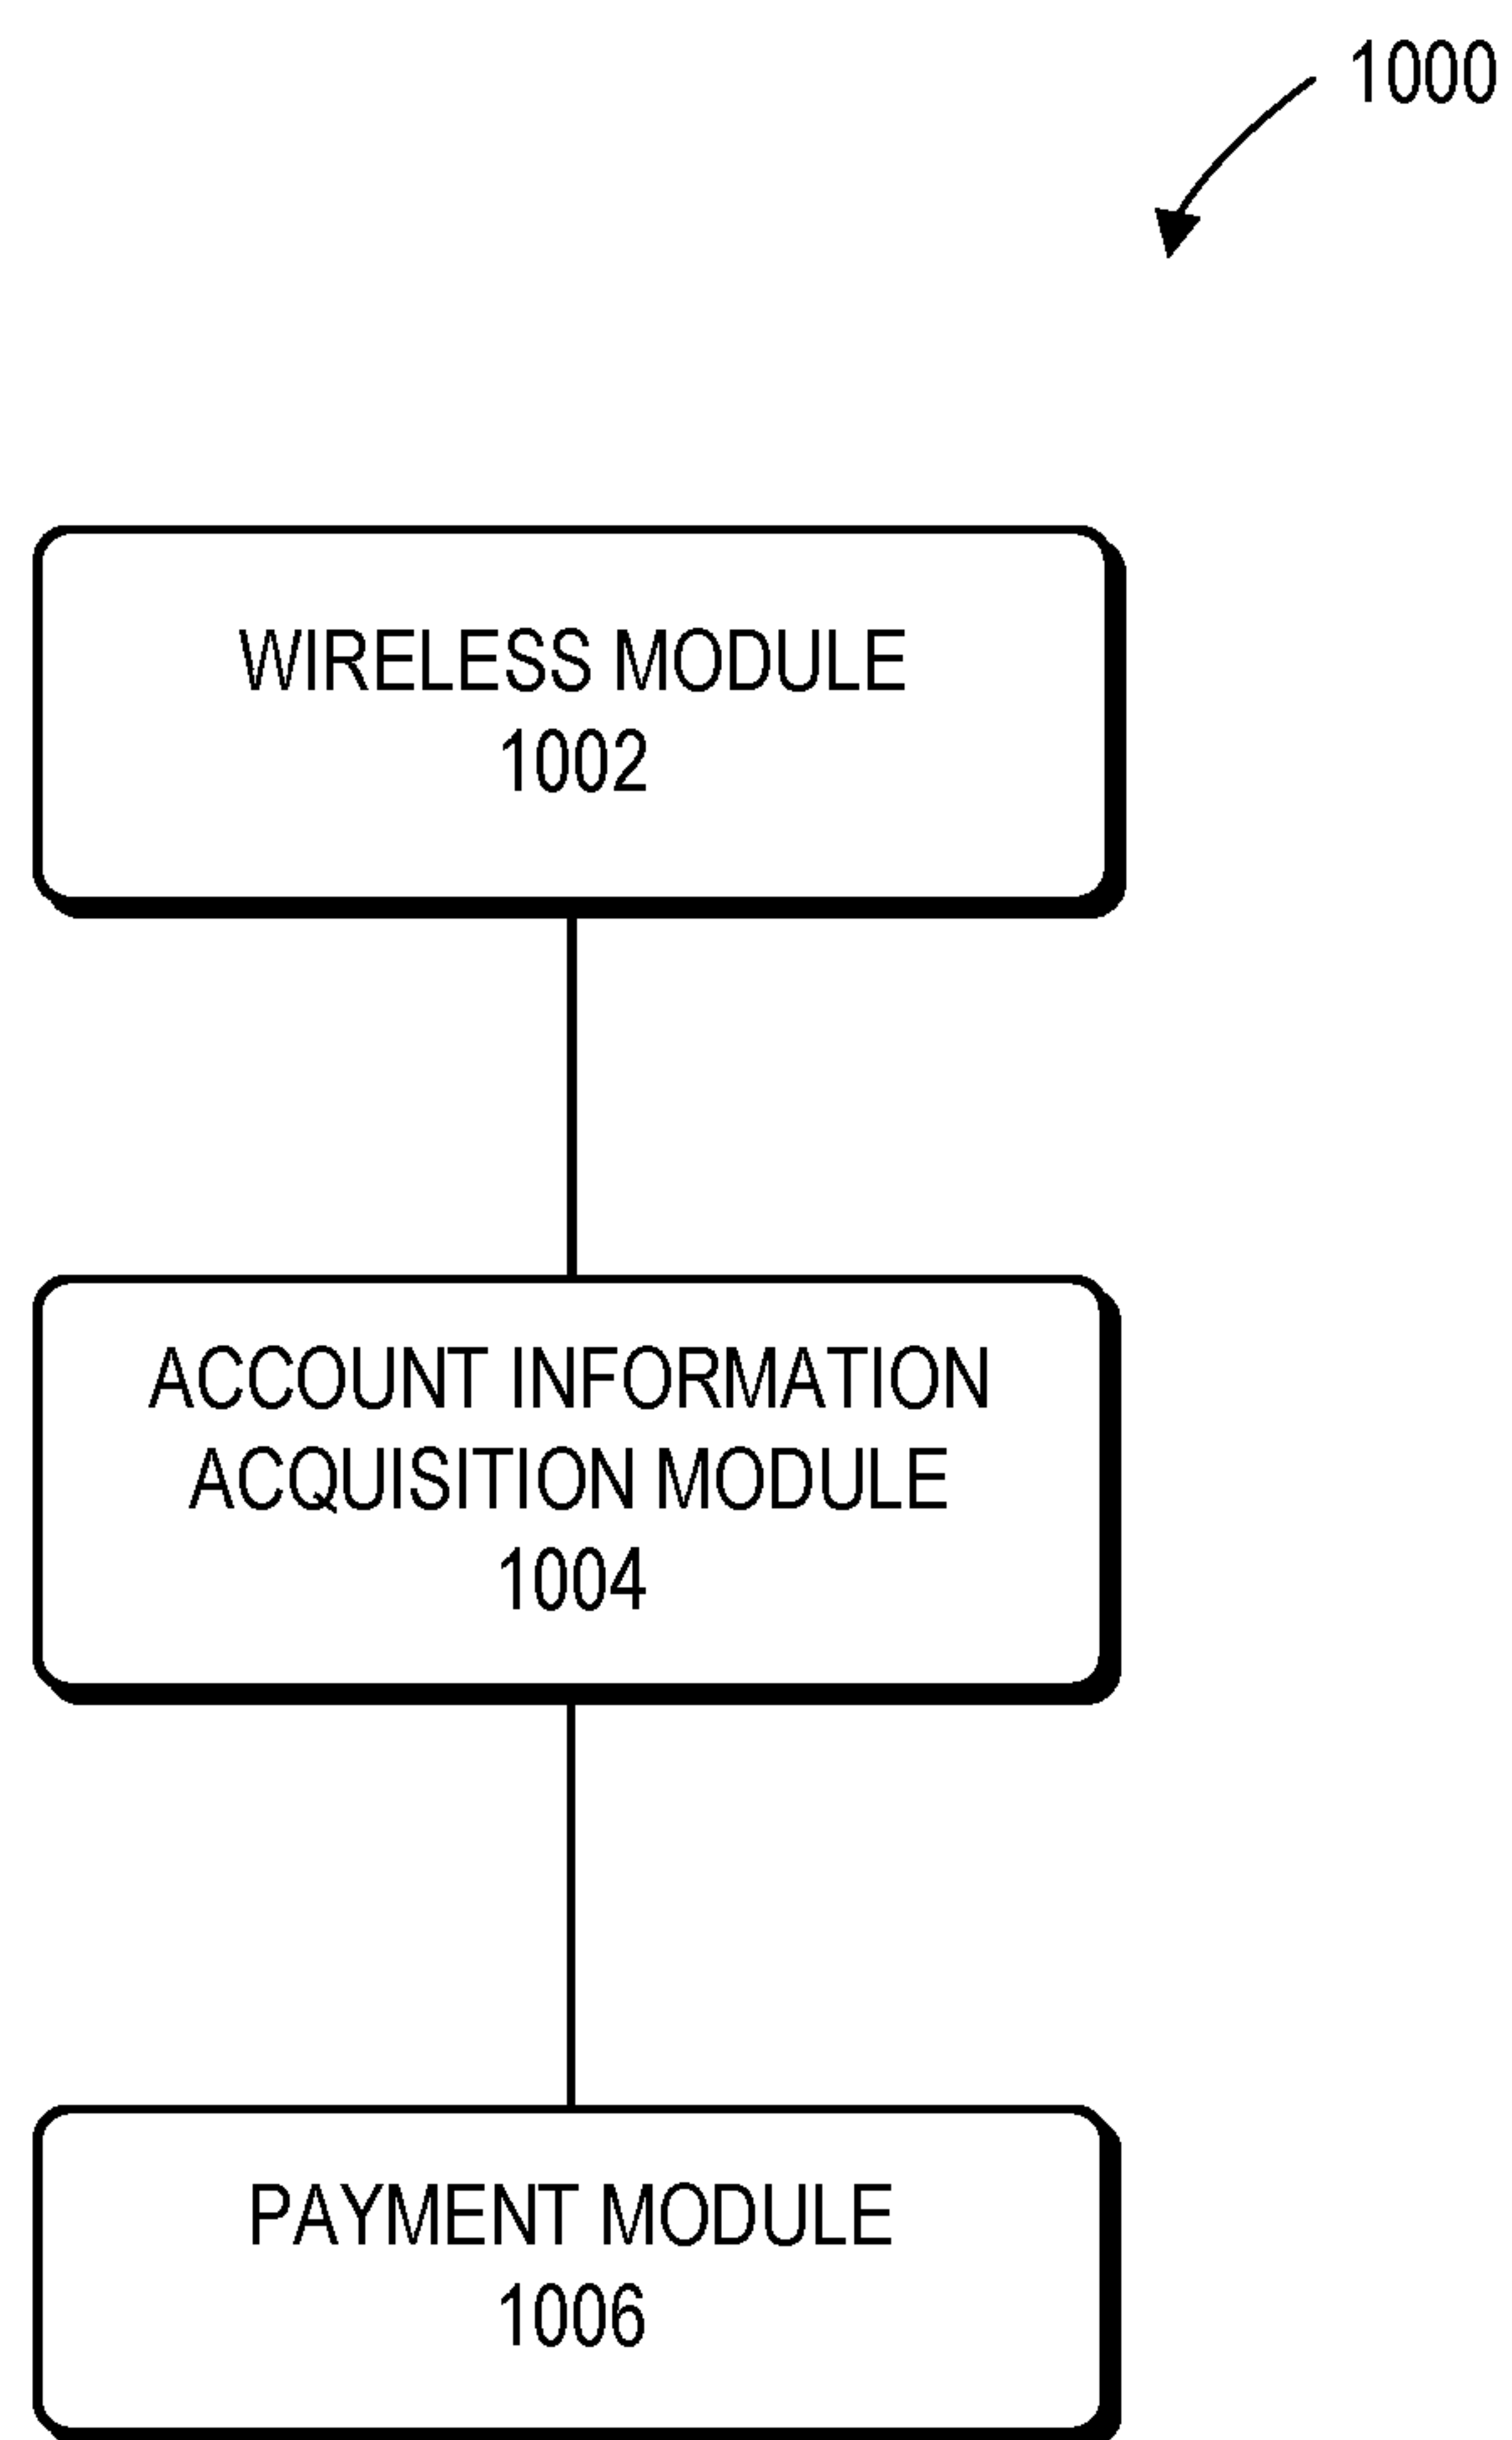 1000
WIRELESS MODULE
1002
ACCOUNT INFORMATION
ACQUISITION MODULE
1004
PAYMENT MODULE
1006